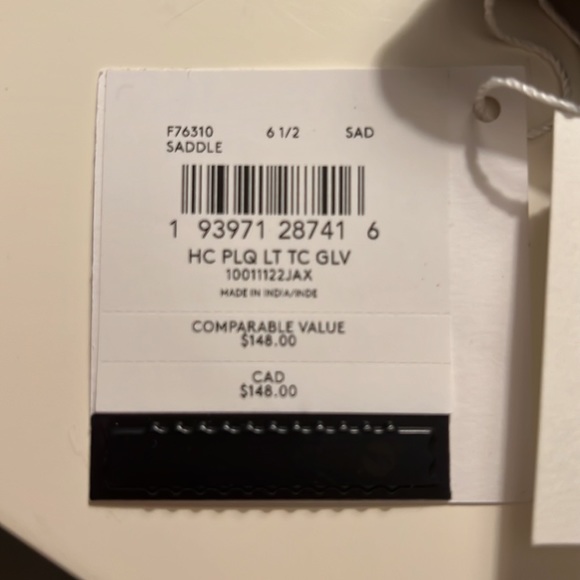 F76310 6 1/2 SAD
SADDLE
1 93971 28741 6
HC PLQ LT TC GLV
10011122JAX
MADE IN INDIA/INDE
COMPARABLE VALUE
$148.00
CAD
$148.00